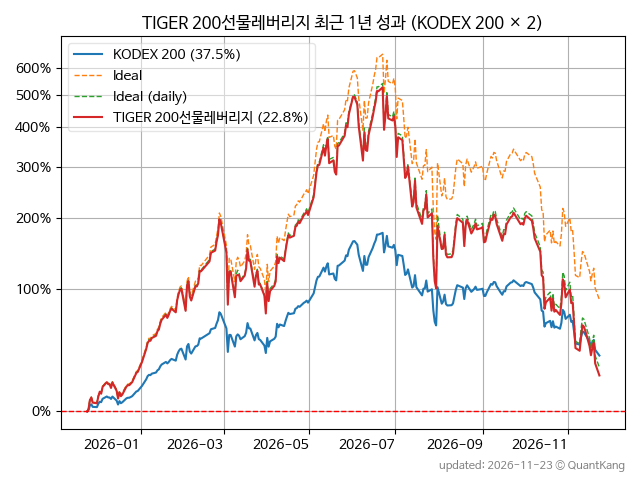 TIGER 200선물레버리지 최근 1년 성과 (KODEX 200 × 2)
KODEX 200 (37.5%)
Ideal
Ideal (daily)
TIGER 200선물레버리지 (22.8%)
600%
500%
400%
300%
200%
100%
0%
2026-01 2026-03 2026-05 2026-07 2026-09 2026-11
updated: 2026-11-23 © QuantKang